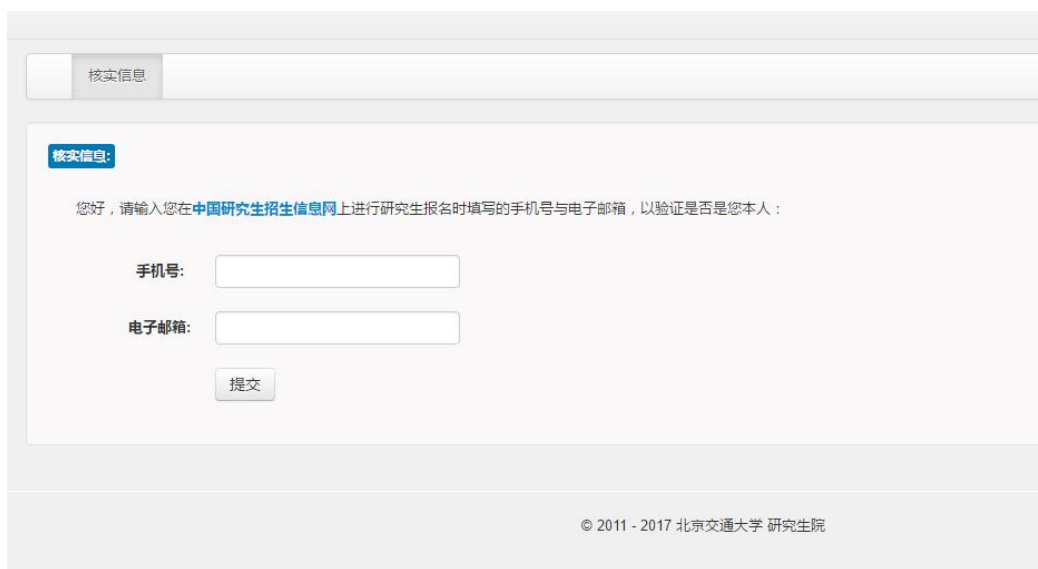 核实信息
核实信息:
您好，请输入您在中国研究生招生信息网上进行研究生报名时填写的手机号与电子邮箱，以验证是否是您本人：
手机号:
电子邮箱:
提交
© 2011 - 2017 北京交通大学 研究生院